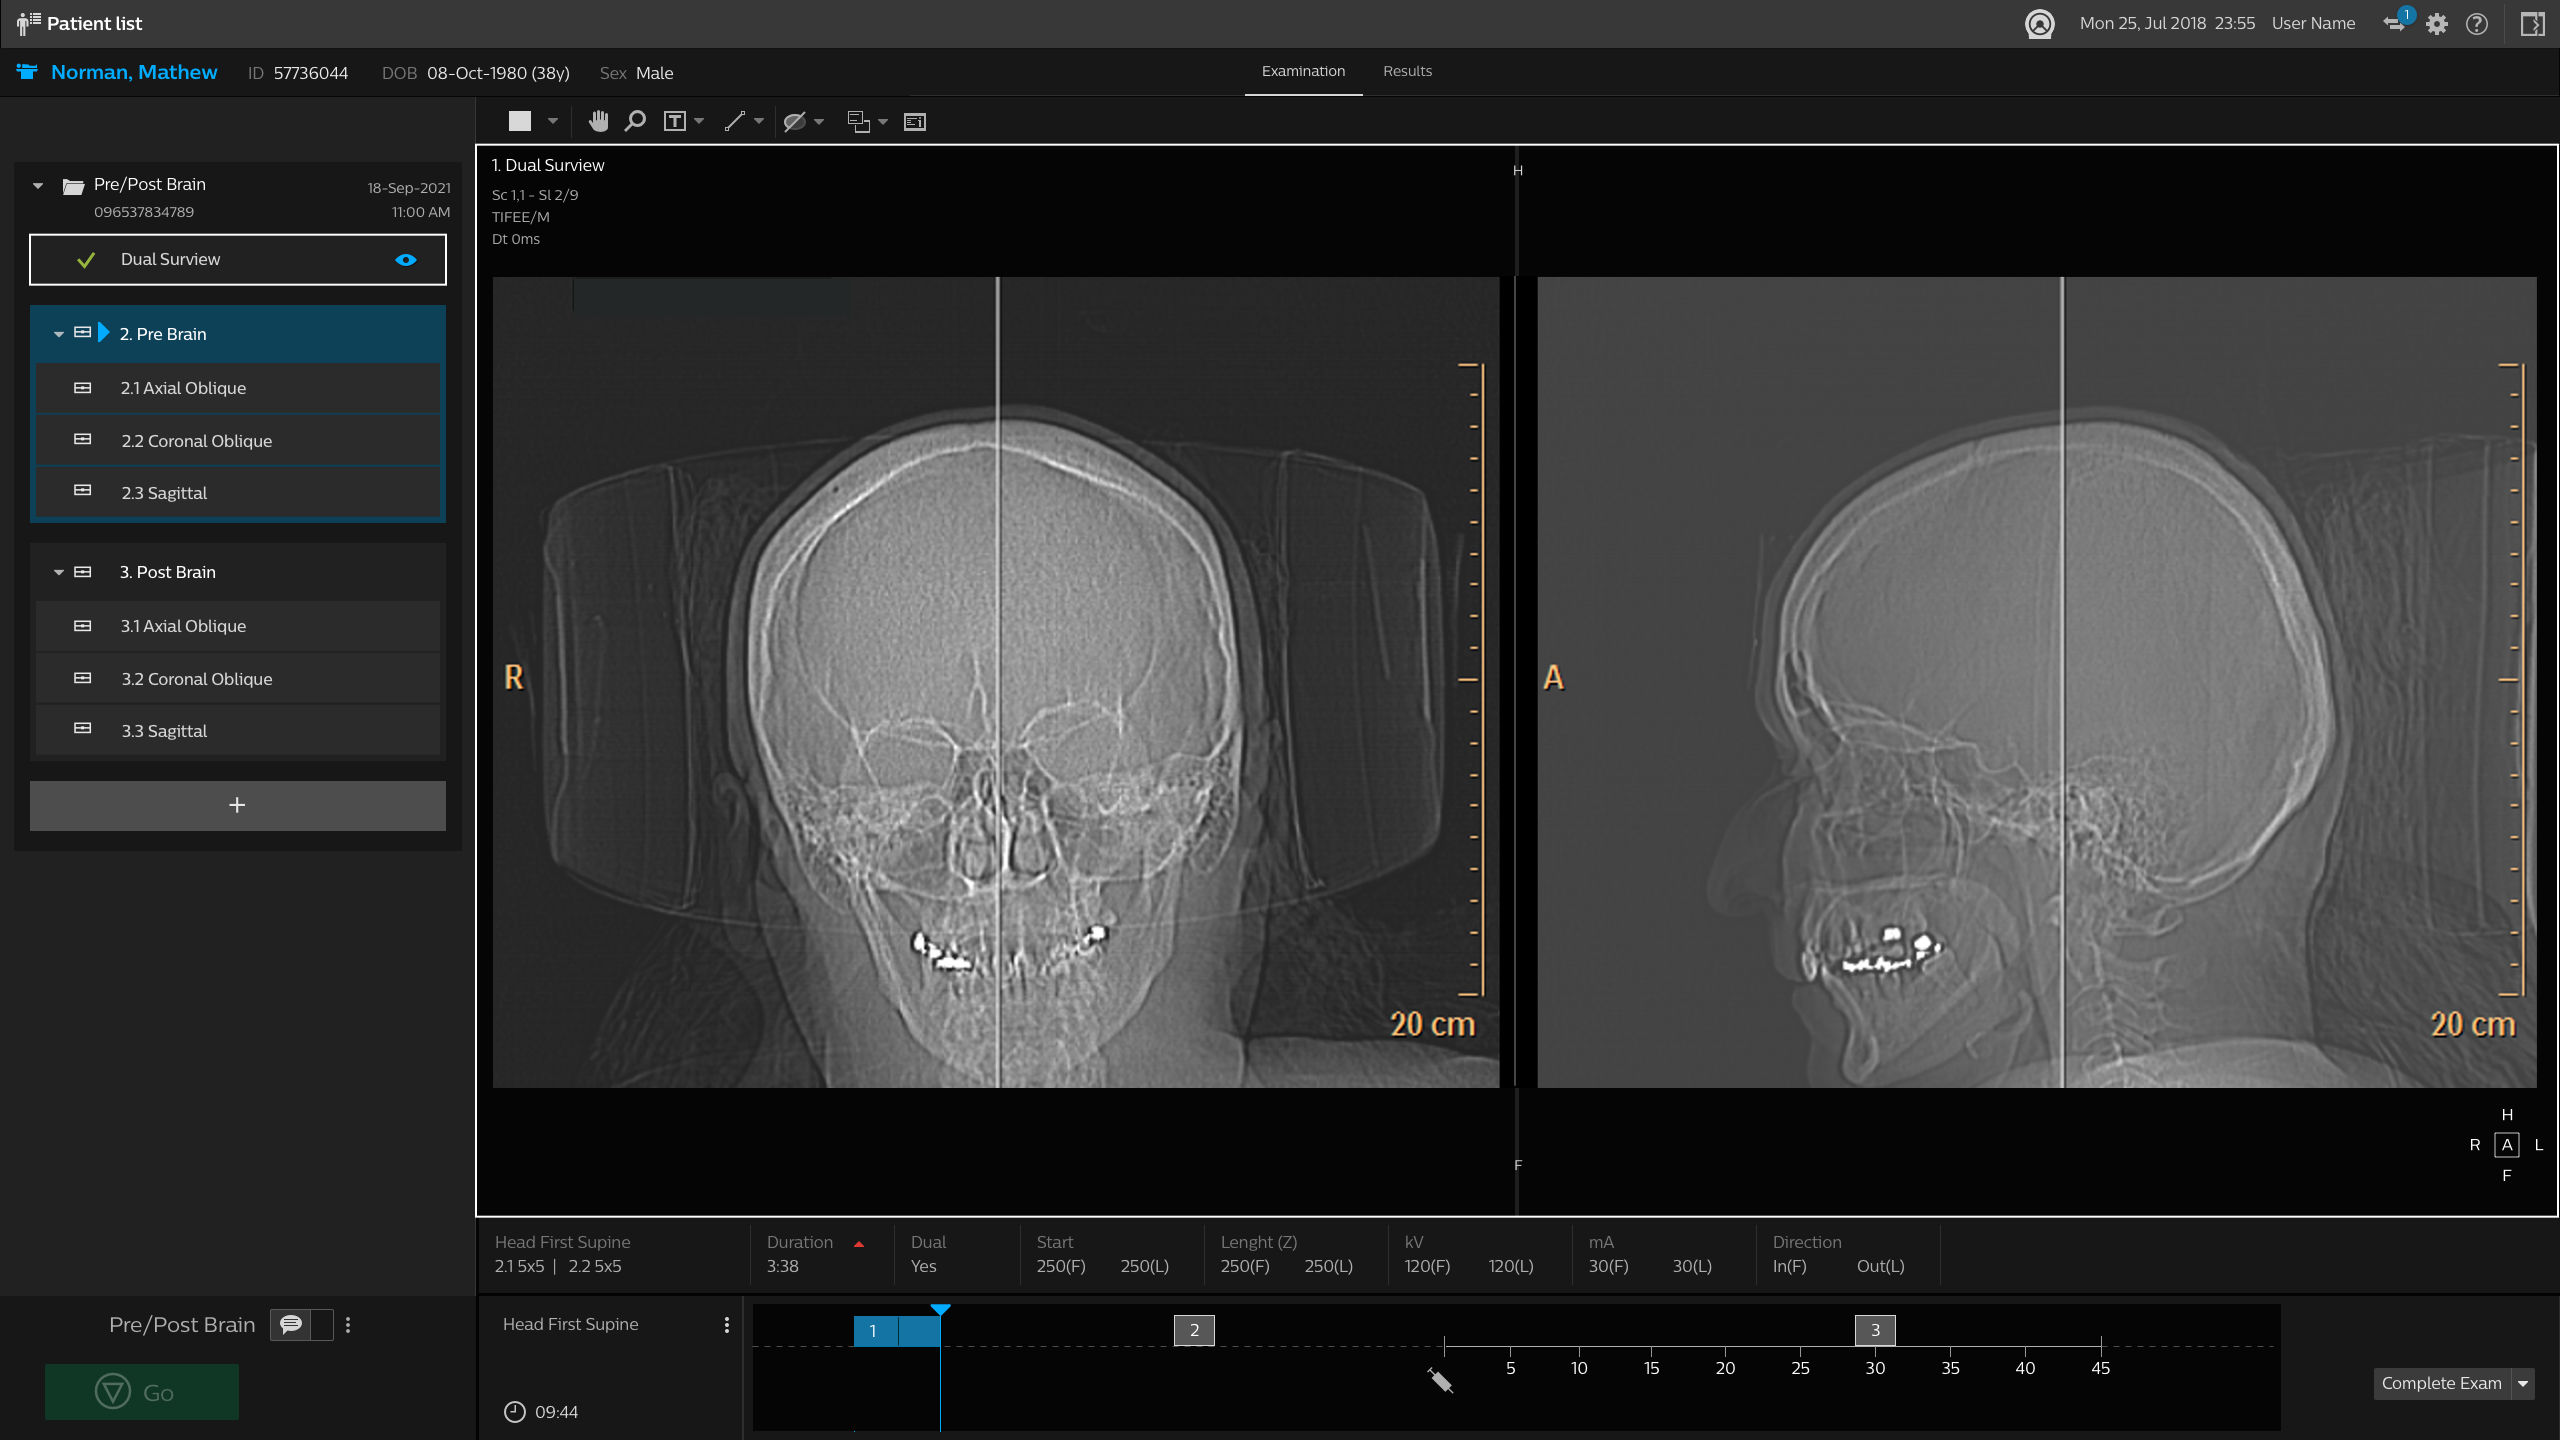 Patient list
Mon 25, Jul 2018 23:55 User Name 1
Norman, Mathew ID 57736044 DOB 08-Oct-1980 (38y) Sex Male
Examination Results
T
Pre/Post Brain 18-Sep-2021
096537834789 11:00 AM
Dual Surview
2. Pre Brain
2.1 Axial Oblique
2.2 Coronal Oblique
2.3 Sagittal
3. Post Brain
3.1 Axial Oblique
3.2 Coronal Oblique
3.3 Sagittal
+
1. Dual Surview
Sc 1,1 - Sl 2/9
TIFEE/M
Dt 0ms
H
R
20 cm
A
20 cm
F
H
R A L
F
Head First Supine
2.1 5x5 | 2.2 5x5
Duration
3:38
Dual
Yes
Start
250(F) 250(L)
Lenght (Z)
250(F) 250(L)
kV
120(F) 120(L)
mA
30(F) 30(L)
Direction
In(F) Out(L)
Pre/Post Brain
Go
Head First Supine
09:44
1 2 3
5 10 15 20 25 30 35 40 45
Complete Exam